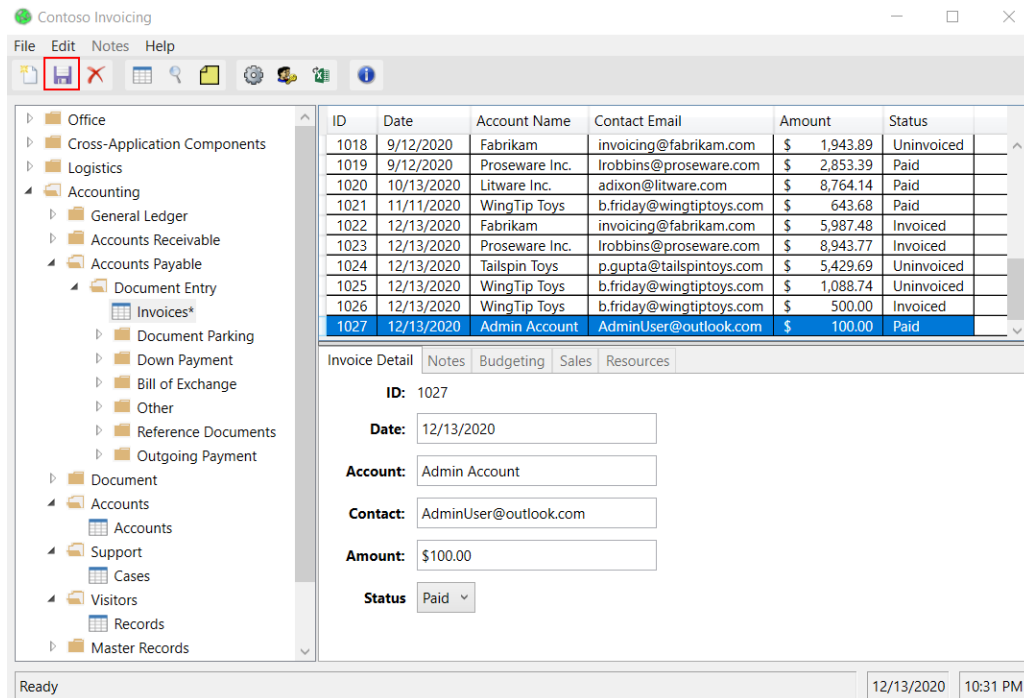 Contoso Invoicing
File Edit Notes Help
Office
Cross-Application Components
Logistics
Accounting
General Ledger
Accounts Receivable
Accounts Payable
Document Entry
Invoices*
Document Parking
Down Payment
Bill of Exchange
Other
Reference Documents
Outgoing Payment
Document
Accounts
Accounts
Support
Cases
Visitors
Records
Master Records
ID Date Account Name Contact Email Amount Status
1018 9/12/2020 Fabrikam invoicing@fabrikam.com $ 1,943.89 Uninvoiced
1019 9/12/2020 Proseware Inc. lrobbins@proseware.com $ 2,853.39 Paid
1020 10/13/2020 Litware Inc. adixon@litware.com $ 8,764.14 Paid
1021 11/11/2020 WingTip Toys b.friday@wingtiptoys.com $ 643.68 Paid
1022 12/13/2020 Fabrikam invoicing@fabrikam.com $ 5,987.48 Invoiced
1023 12/13/2020 Proseware Inc. lrobbins@proseware.com $ 8,943.77 Invoiced
1024 12/13/2020 Tailspin Toys p.gupta@tailspintoys.com $ 5,429.69 Uninvoiced
1025 12/13/2020 WingTip Toys b.friday@wingtiptoys.com $ 1,088.74 Uninvoiced
1026 12/13/2020 WingTip Toys b.friday@wingtiptoys.com $ 500.00 Invoiced
1027 12/13/2020 Admin Account AdminUser@outlook.com $ 100.00 Paid
Invoice Detail Notes Budgeting Sales Resources
ID: 1027
Date: 12/13/2020
Account: Admin Account
Contact: AdminUser@outlook.com
Amount: $100.00
Status Paid
Ready 12/13/2020 10:31 PM